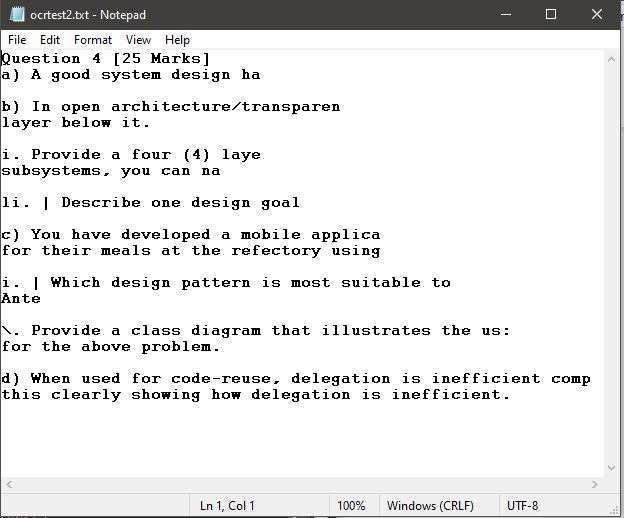 ocrtest2.txt - Notepad
File Edit Format View Help
Question 4 [25 Marks]
a) A good system design ha
b) In open architecture/transparen
layer below it.
i. Provide a four (4) laye
subsystems, you can na
li. | Describe one design goal
c) You have developed a mobile applica
for their meals at the refectory using
i. | Which design pattern is most suitable to
Ante
\. Provide a class diagram that illustrates the us:
for the above problem.
d) When used for code-reuse, delegation is inefficient comp
this clearly showing how delegation is inefficient.
Ln 1, Col 1 100% Windows (CRLF) UTF-8